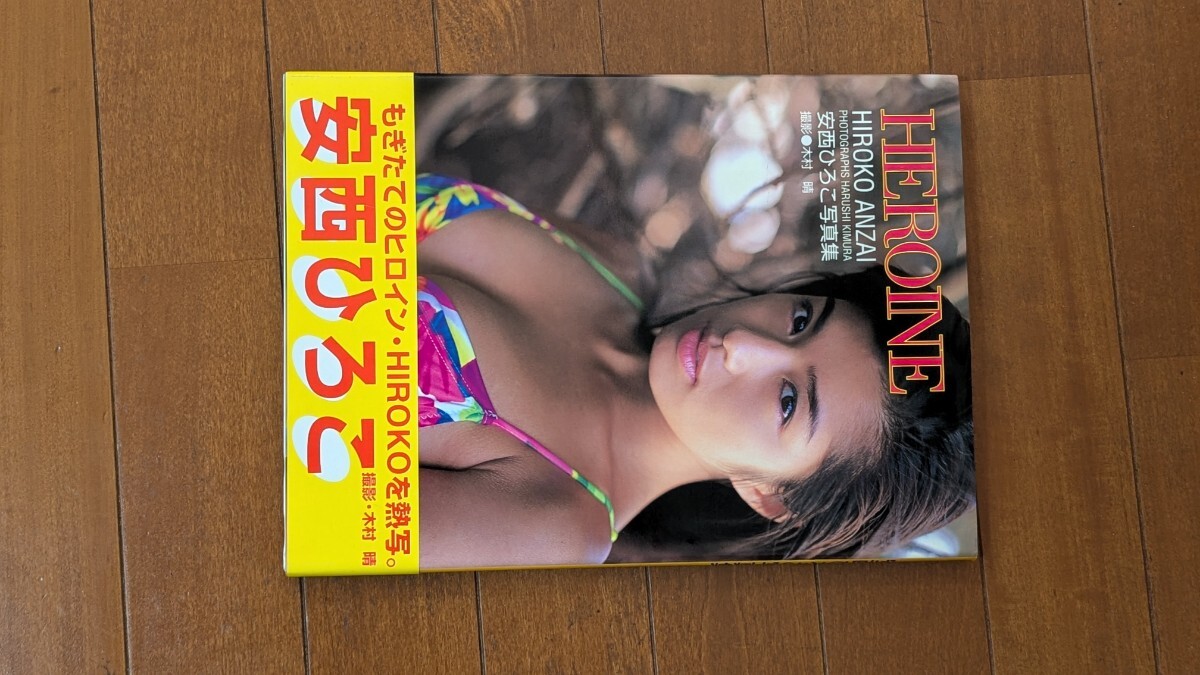 HEROINE
HIROKO ANZAI
PHOTOGRAPHS HARUSHI KIMURA
安西ひろこ写真集
撮影●木村 晴
もぎたてのヒロイン・HIROKOを熱写。
安西ひろこ
撮影・木村 晴